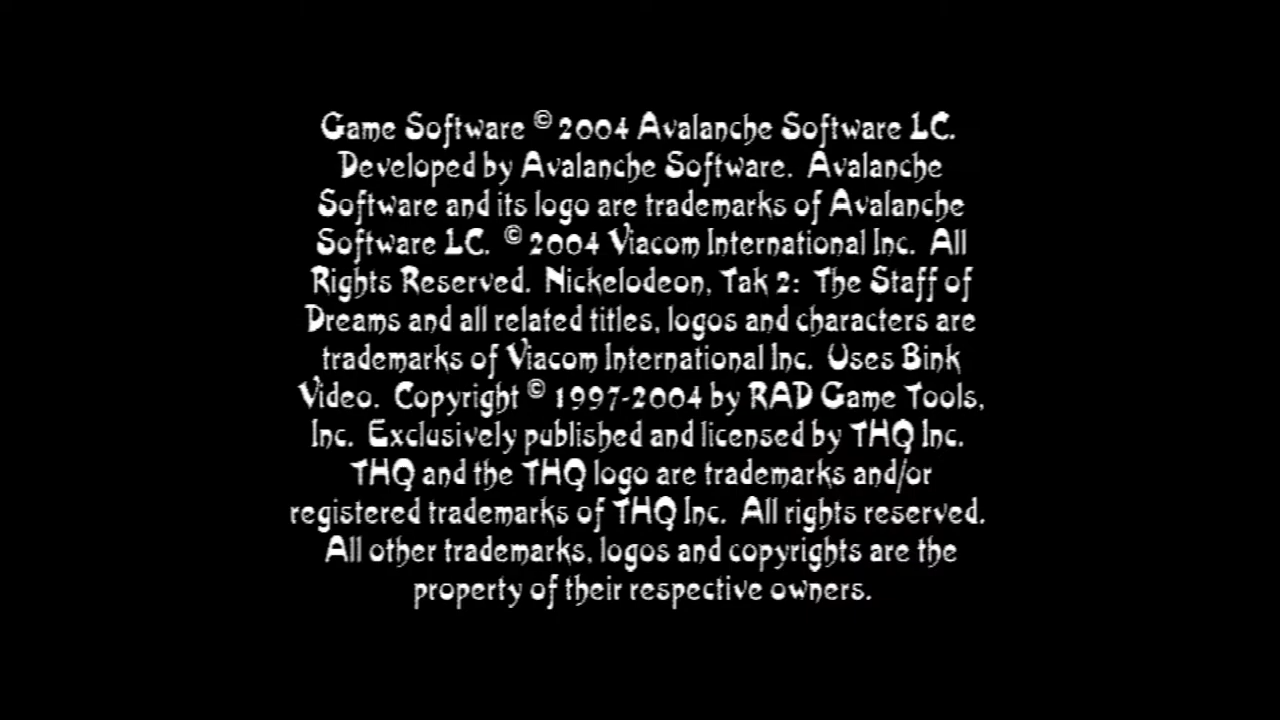 Game Software © 2004 Avalanche Software LC.
Developed by Avalanche Software.  Avalanche
Software and its logo are trademarks of Avalanche
Software LC.  © 2004 Viacom International Inc.  All
Rights Reserved.  Nickelodeon, Tak 2:  The Staff of
Dreams and all related titles, logos and characters are
trademarks of Viacom International Inc.  Uses Bink
Video.  Copyright © 1997-2004 by RAD Game Tools,
Inc.  Exclusively published and licensed by THQ Inc.
THQ and the THQ logo are trademarks and/or
registered trademarks of THQ Inc.  All rights reserved.
All other trademarks, logos and copyrights are the
property of their respective owners.